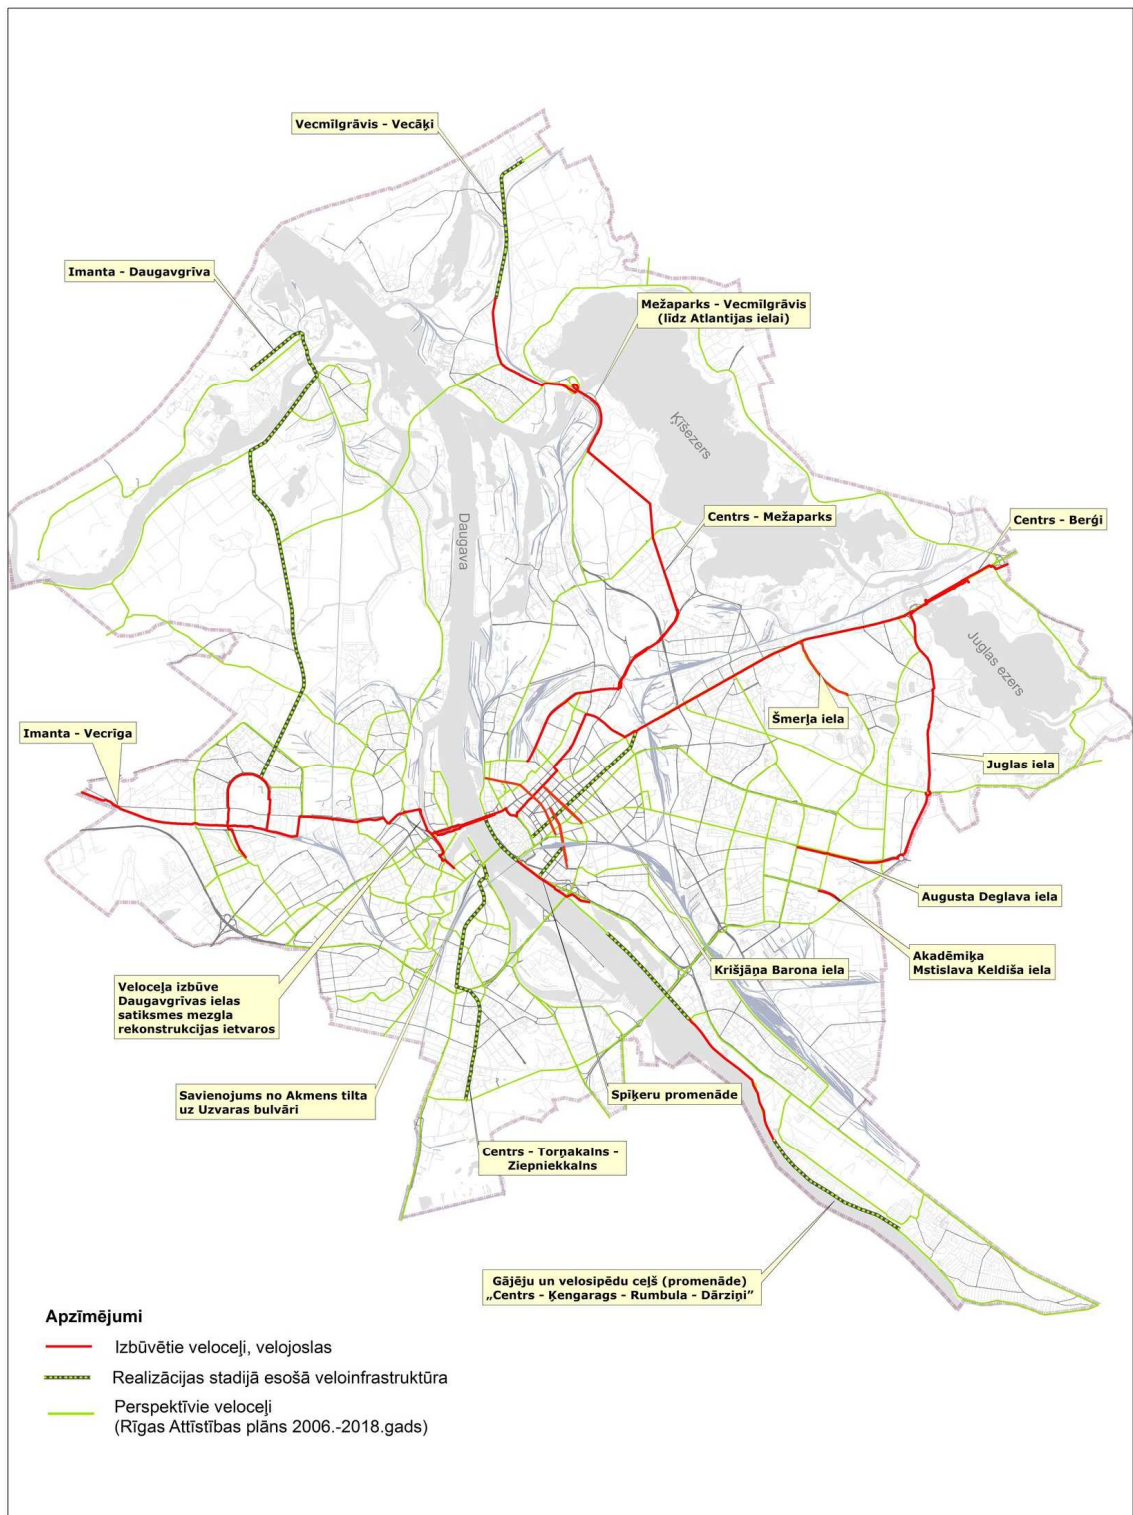 Vecmīlgrāvis - Vecāķi
Imanta - Daugavgrīva
Mežaparks - Vecmīlgrāvis
(līdz Atlantijas ielai)
Ķīšezers
Centrs - Mežaparks
Centrs - Berģi
Daugava
Juglas ezers
Šmerļa iela
Imanta - Vecrīga
Juglas iela
Augusta Deglava iela
Krišjāņa Barona iela
Akadēmiķa
Mstislava Keldiša iela
Veloceļa izbūve
Daugavgrīvas ielas
satiksmes mezgla
rekonstrukcijas ietvaros
Savienojums no Akmens tilta
uz Uzvaras bulvāri
Spīķeru promenāde
Centrs - Torņakalns -
Ziepniekkalns
Gājēju un velosipēdu ceļš (promenāde)
„Centrs - Ķengarags - Rumbula - Dārziņi”
Apzīmējumi
Izbūvētie veloceļi, velojoslas
Realizācijas stadijā esošā veloinfrastruktūra
Perspektīvie veloceļi
(Rīgas Attīstības plāns 2006.-2018.gads)